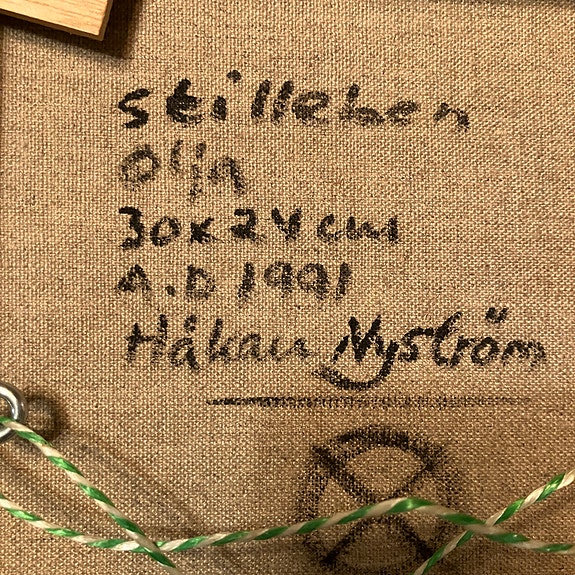 stilleben
olja
30x24 cm
A.D 1991
Håkan Nyström